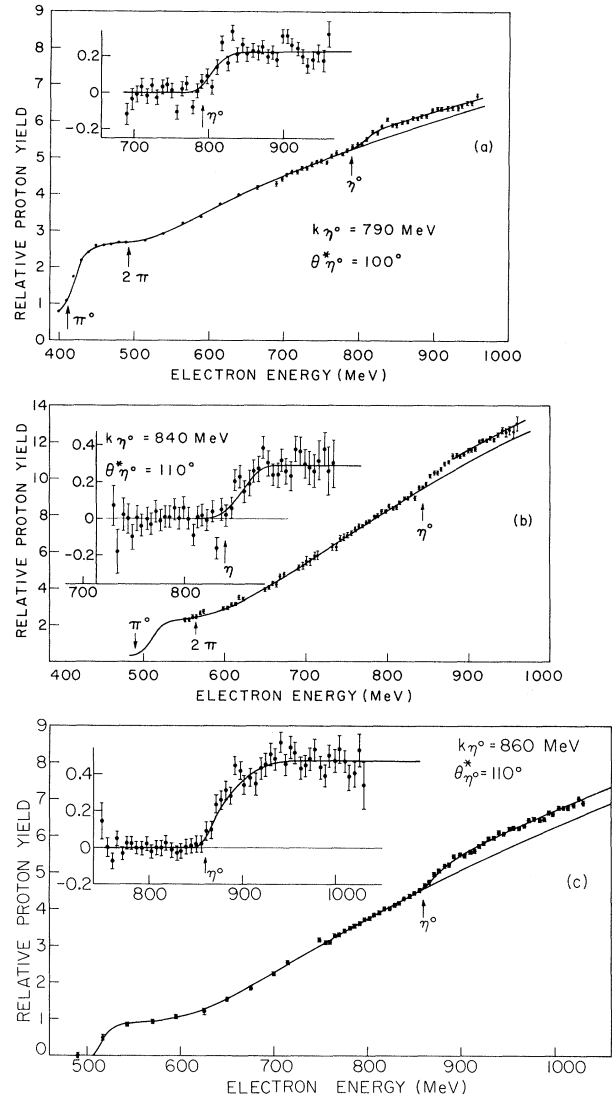 9
8
7
6
5
4
3
2
1
0
RELATIVE PROTON YIELD
0.2
0
-0.2
700 800 900
η°
(a)
η°
k η° = 790 MeV
θ*η° = 100°
2 π
π°
400 500 600 700 800 900 1000
ELECTRON ENERGY (MeV)
14
12
10
8
6
4
2
RELATIVE PROTON YIELD
0.4
0.2
0
-0.2
k η° = 840 MeV
θ*η° = 110°
η
700 800
(b)
η°
π°
2 π
400 500 600 700 800 900 1000
ELECTRON ENERGY (MeV)
9
8
7
6
5
4
3
2
1
0
RELATIVE PROTON YIELD
0.4
0.2
0
-0.2
η°
800 900 1000
kη° = 860 MeV
θ*η° = 110°
(c)
η°
500 600 700 800 900 1000
ELECTRON ENERGY (MeV)